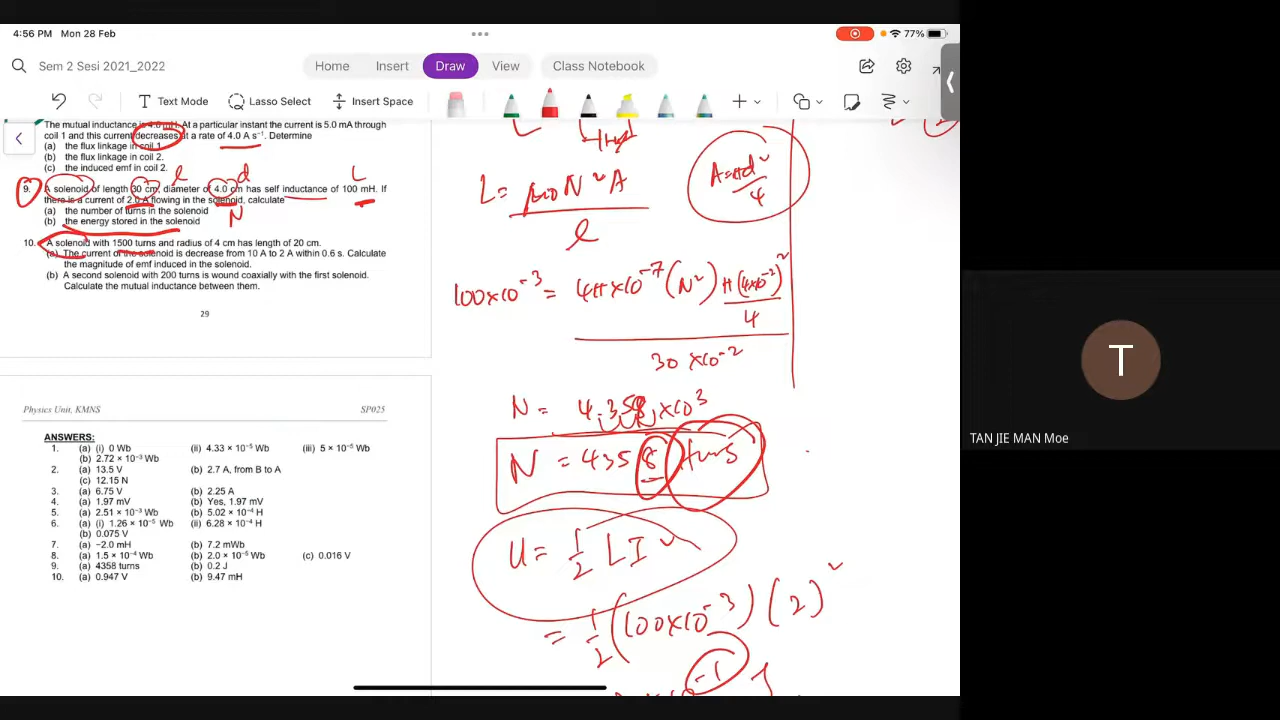 4:56 PM Mon 28 Feb
77%
Sem 2 Sesi 2021_2022
Home Insert Draw View Class Notebook
Text Mode Lasso Select Insert Space
coil 1 and this current decreases at a rate of 4.0 A s⁻¹. Determine
(a) the flux linkage in coil 1.
(b) the flux linkage in coil 2.
(c) the induced emf in coil 2.
l d L
9. A solenoid of length 30 cm, diameter of 4.0 cm has self inductance of 100 mH. If
there is a current of 2.0 A flowing in the solenoid, calculate
(a) the number of turns in the solenoid
N
(b) the energy stored in the solenoid
10. A solenoid with 1500 turns and radius of 4 cm has length of 20 cm.
(a) The current of the solenoid is decrease from 10 A to 2 A within 0.6 s. Calculate
the magnitude of emf induced in the solenoid.
(b) A second solenoid with 200 turns is wound coaxially with the first solenoid.
Calculate the mutual inductance between them.
29
Physics Unit, KMNS SP025
ANSWERS:
1. (a) (i) 0 Wb (ii) 4.33 × 10⁻⁵ Wb (iii) 5 × 10⁻⁵ Wb
(b) 2.72 × 10⁻³ Wb
2. (a) 13.5 V (b) 2.7 A, from B to A
(c) 12.15 N
3. (a) 6.75 V (b) 2.25 A
4. (a) 1.97 mV (b) Yes, 1.97 mV
5. (a) 2.51 × 10⁻³ Wb (b) 5.02 × 10⁻⁴ H
6. (a) (i) 1.26 × 10⁻⁵ Wb (ii) 6.28 × 10⁻⁴ H
(b) 0.075 V
7. (a) −2.0 mH (b) 7.2 mWb
8. (a) 1.5 × 10⁻⁴ Wb (b) 2.0 × 10⁻⁵ Wb (c) 0.016 V
9. (a) 4358 turns (b) 0.2 J
10. (a) 0.947 V (b) 9.47 mH
L = μ0 N² A / l
A = πd² / 4
100×10⁻³ = 4π×10⁻⁷ (N²) π(4×10⁻²)² / 4
30 ×10⁻²
N = 4.358 ×10³
N = 4358 turns
U = ½ L I²
= ½ (100×10⁻³) (2)²
TAN JIE MAN Moe
T